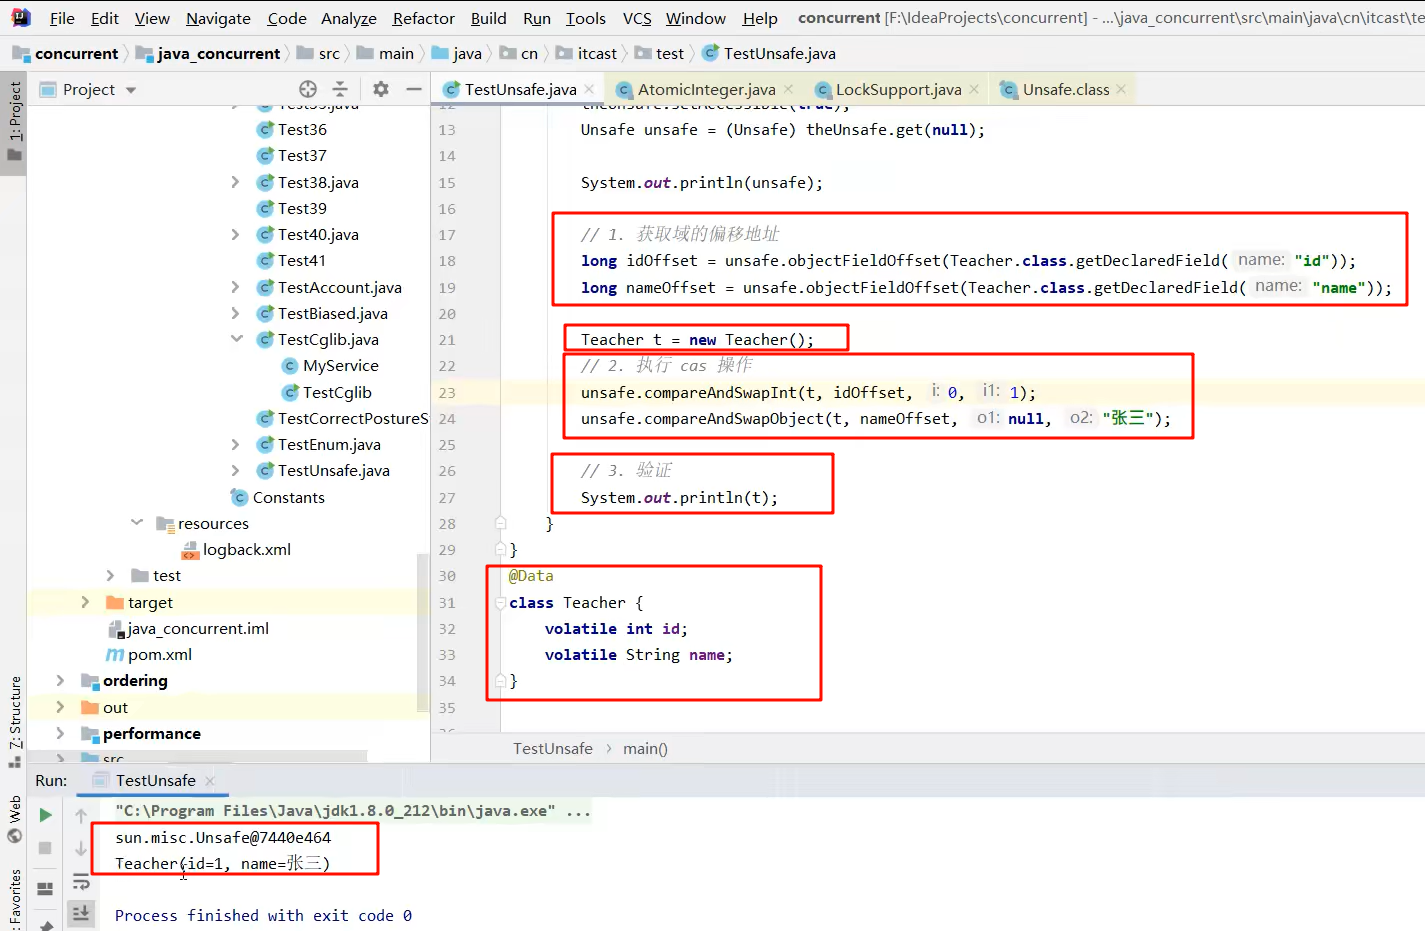 File Edit View Navigate Code Analyze Refactor Build Run Tools VCS Window Help concurrent [F:\IdeaProjects\concurrent] - ...\java_concurrent\src\main\java\cn\itcast\te
concurrent java_concurrent src main java cn itcast test TestUnsafe.java
Project
TestUnsafe.java AtomicInteger.java LockSupport.java Unsafe.class
1: Project
7: Structure
Web
Favorites
Test35.java
Test36
Test37
Test38.java
Test39
Test40.java
Test41
TestAccount.java
TestBiased.java
TestCglib.java
MyService
TestCglib
TestCorrectPostureS
TestEnum.java
TestUnsafe.java
Constants
resources
logback.xml
test
target
java_concurrent.iml
pom.xml
ordering
out
performance
src
12 theUnsafe.setAccessible(true);
13 Unsafe unsafe = (Unsafe) theUnsafe.get(null);
14
15 System.out.println(unsafe);
16
17 // 1. 获取域的偏移地址
18 long idOffset = unsafe.objectFieldOffset(Teacher.class.getDeclaredField( name: "id"));
19 long nameOffset = unsafe.objectFieldOffset(Teacher.class.getDeclaredField( name: "name"));
20
21 Teacher t = new Teacher();
22 // 2. 执行 cas 操作
23 unsafe.compareAndSwapInt(t, idOffset, i: 0, i1: 1);
24 unsafe.compareAndSwapObject(t, nameOffset, o1: null, o2: "张三");
25
26 // 3. 验证
27 System.out.println(t);
28 }
29 }
30 @Data
31 class Teacher {
32 volatile int id;
33 volatile String name;
34 }
35
TestUnsafe main()
Run: TestUnsafe
"C:\Program Files\Java\jdk1.8.0_212\bin\java.exe" ...
sun.misc.Unsafe@7440e464
Teacher(id=1, name=张三)
Process finished with exit code 0